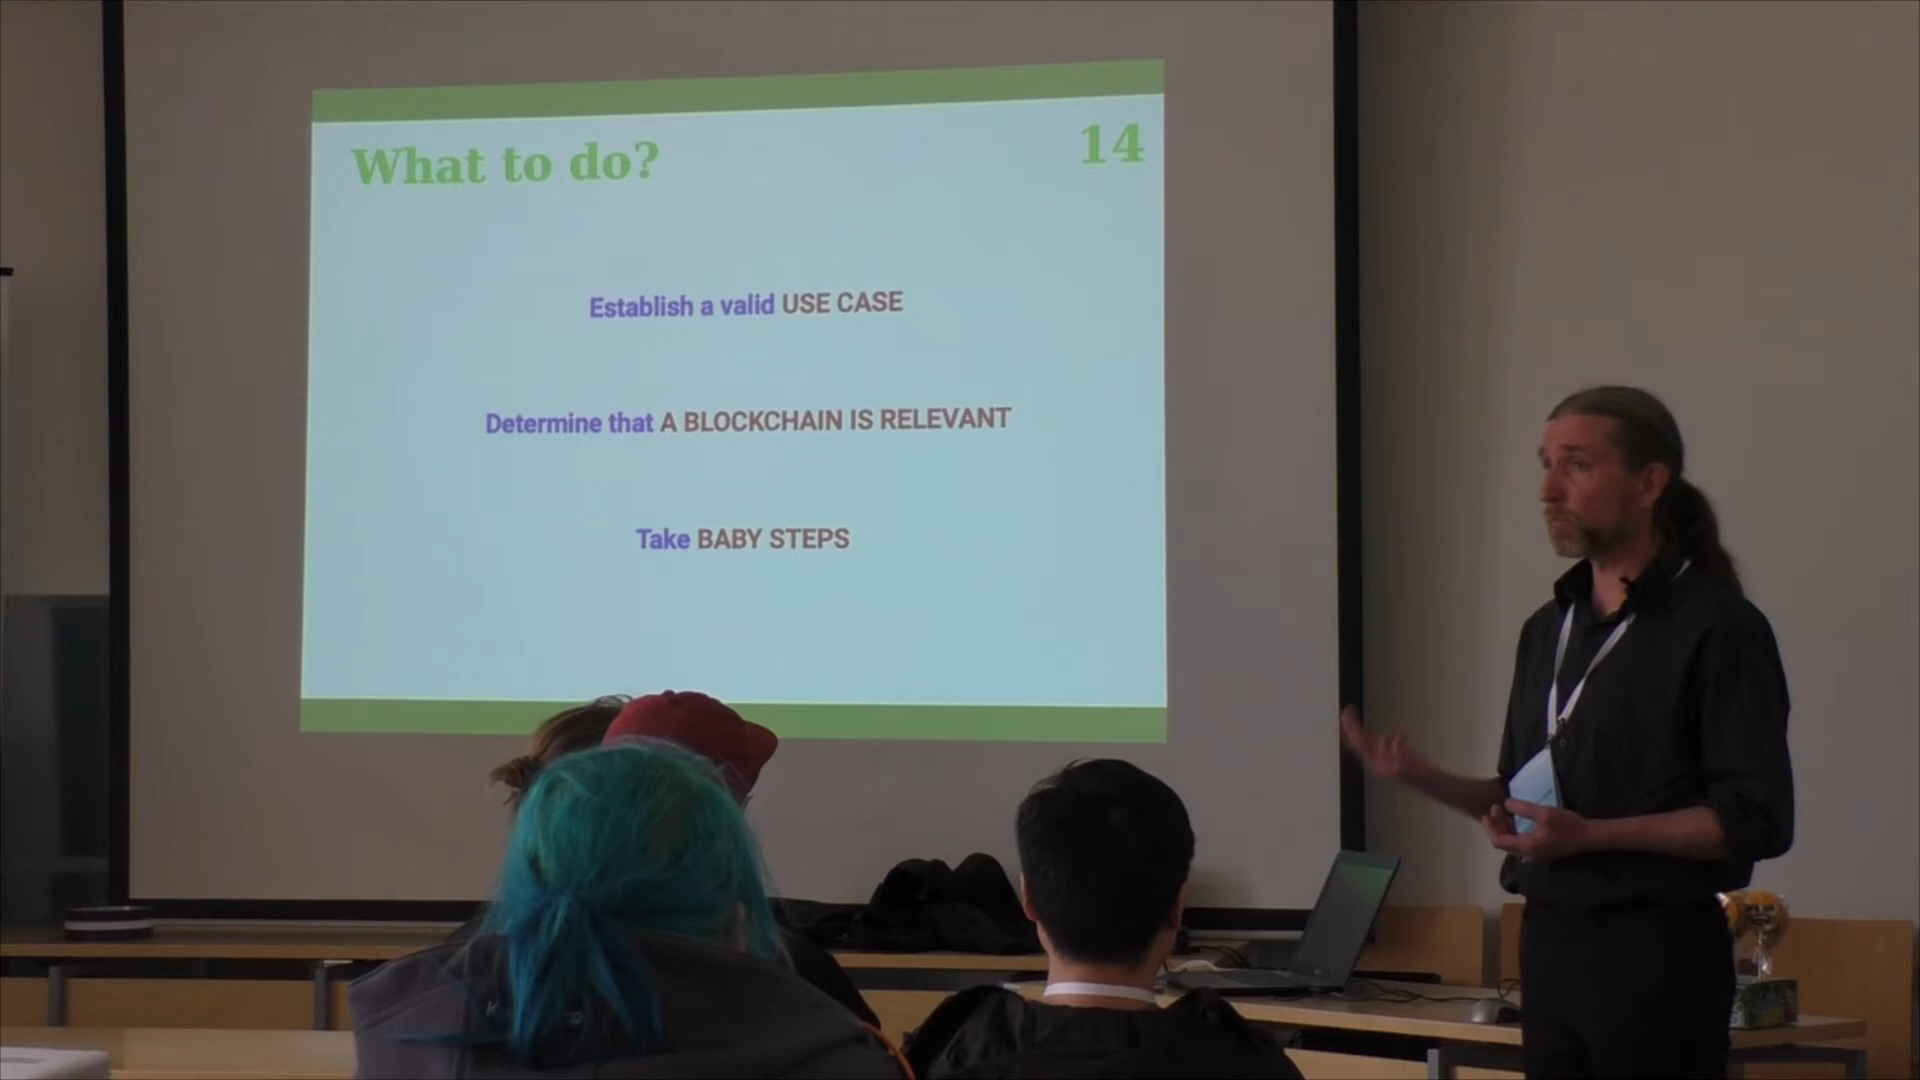 What to do?
14
Establish a valid USE CASE
Determine that A BLOCKCHAIN IS RELEVANT
Take BABY STEPS